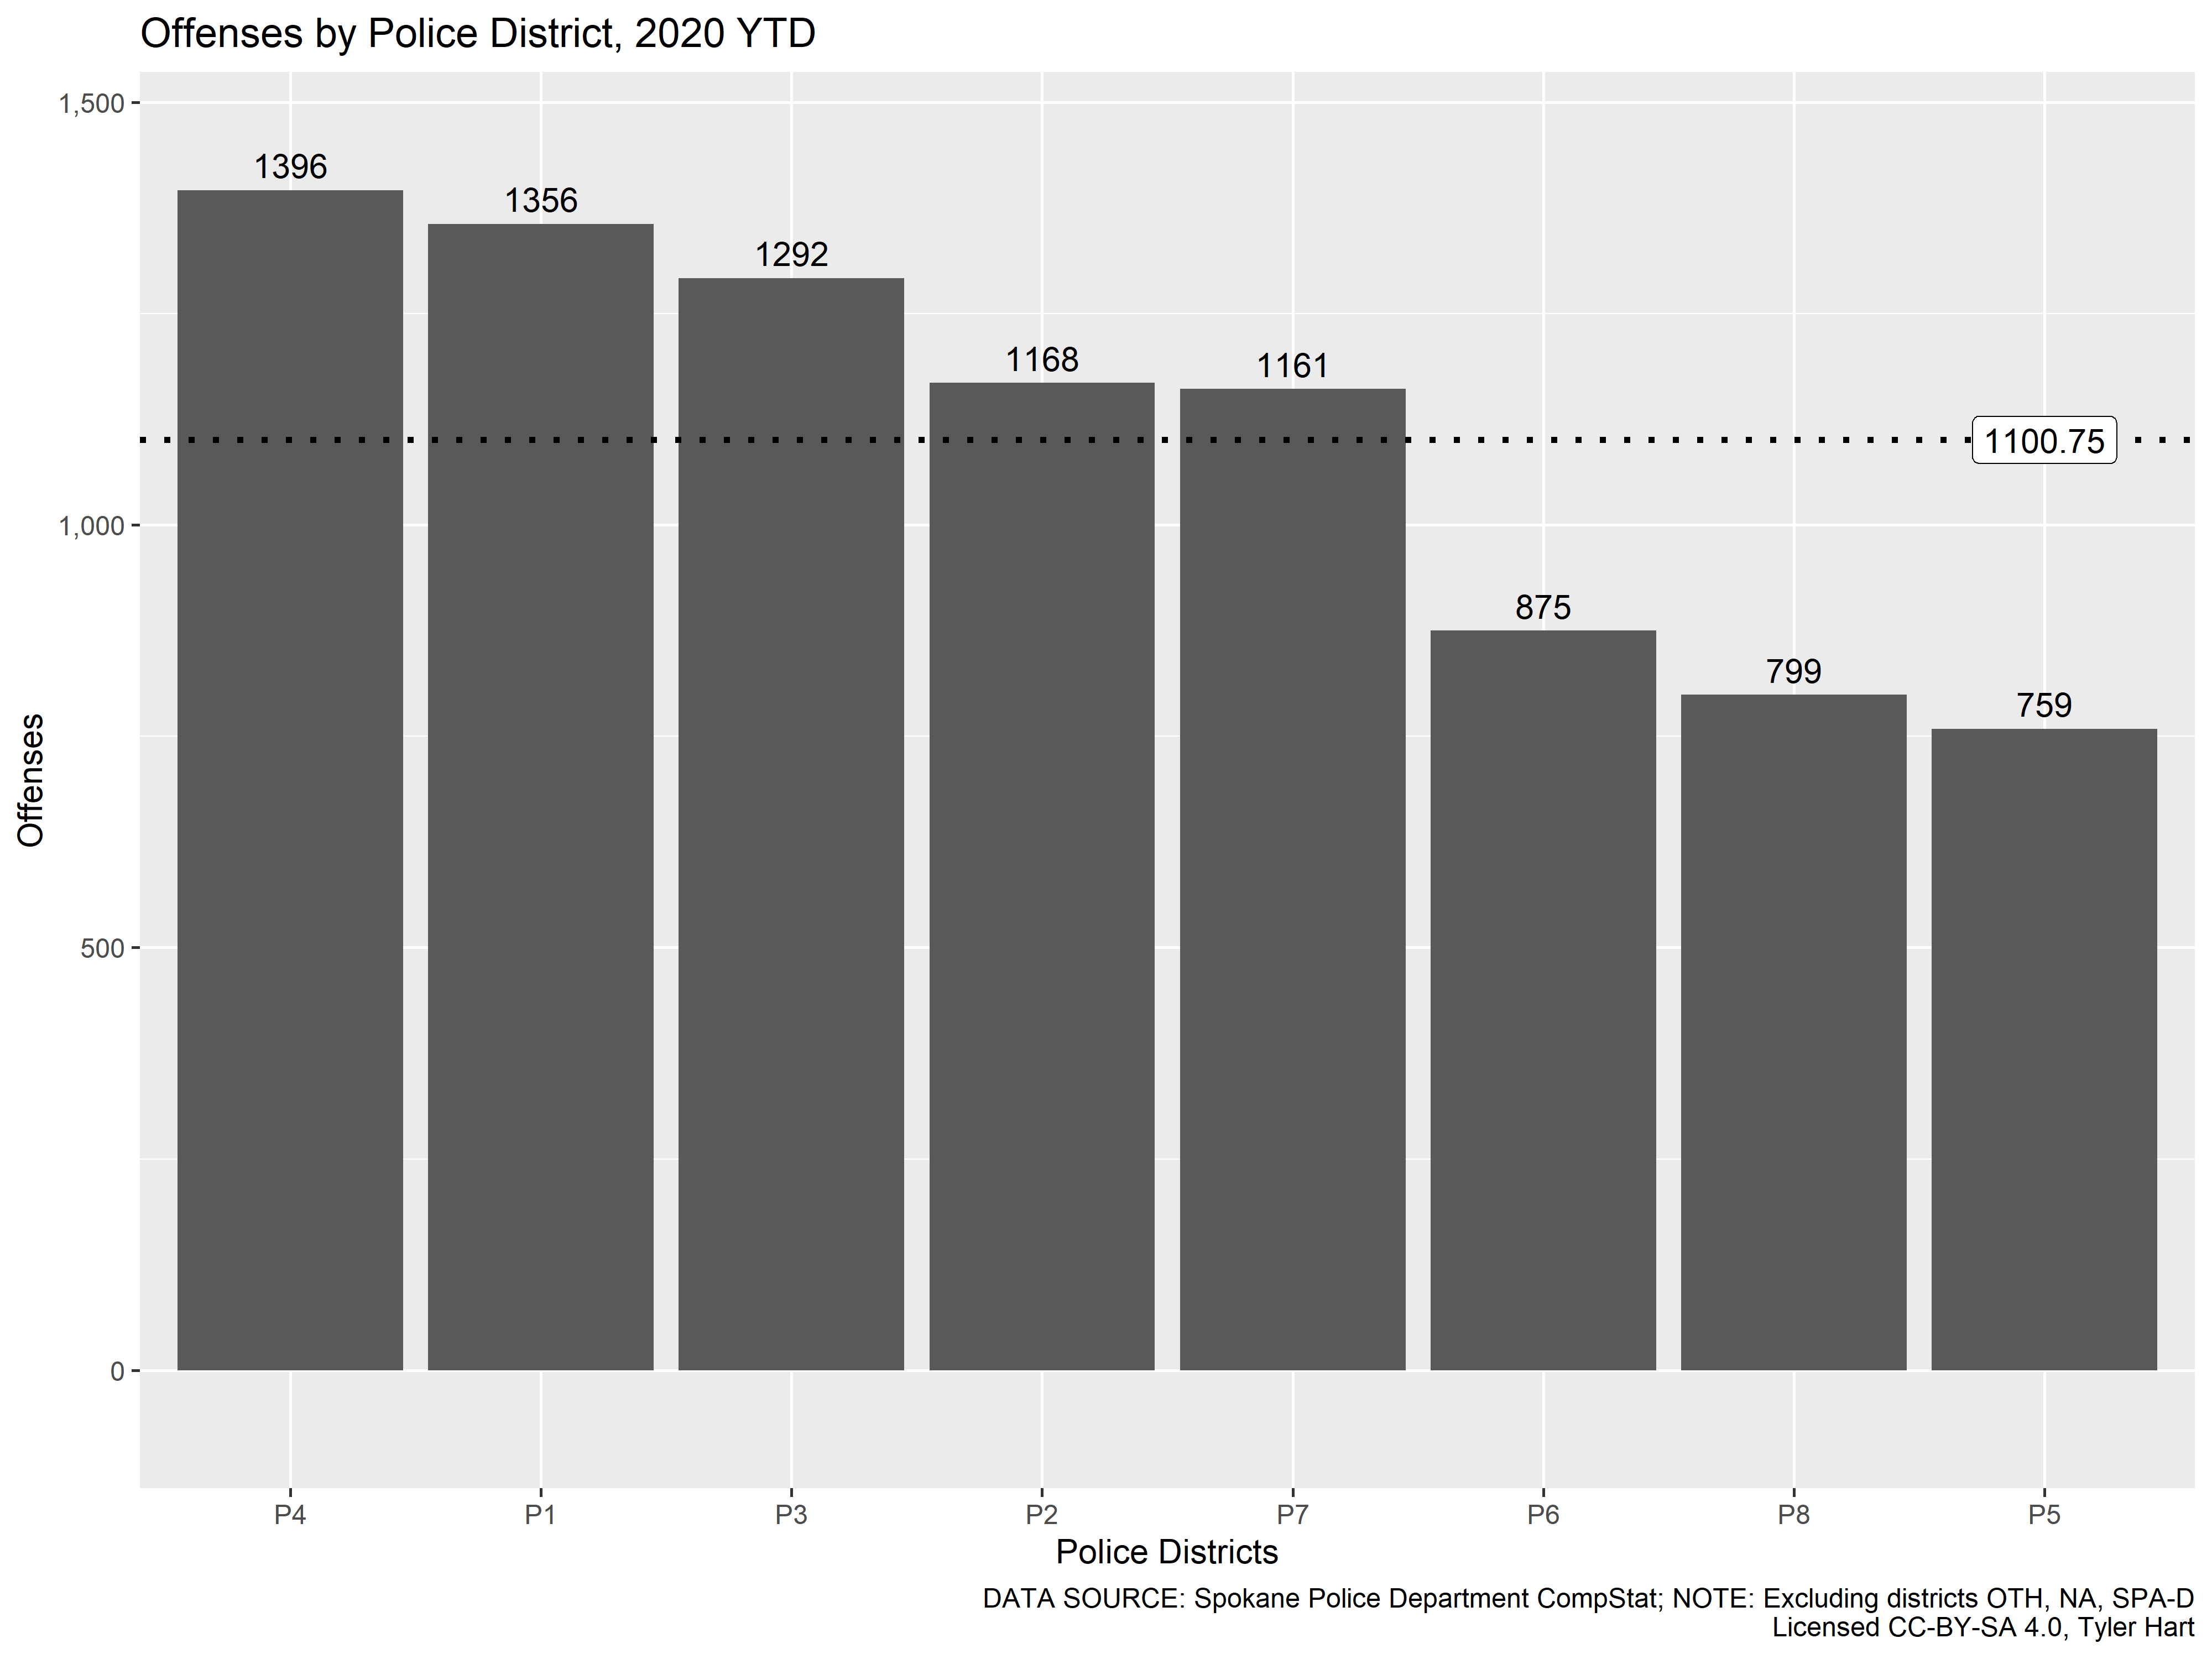 Offenses by Police District, 2020 YTD
1,500
1,000
500
0
Offenses
1396
1356
1292
1168
1161
875
799
759
1100.75
P4 P1 P3 P2 P7 P6 P8 P5
Police Districts
DATA SOURCE: Spokane Police Department CompStat; NOTE: Excluding districts OTH, NA, SPA-D
Licensed CC-BY-SA 4.0, Tyler Hart